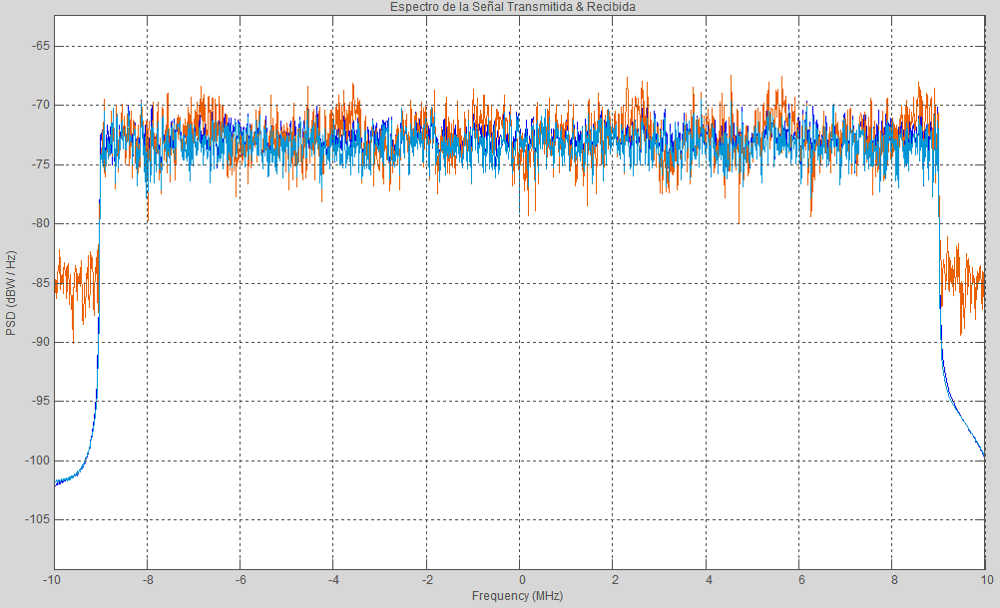 Espectro de la Señal Transmitida & Recibida
-65
-70
-75
-80
-85
-90
-95
-100
-105
PSD (dBW / Hz)
-10 -8 -6 -4 -2 0 2 4 6 8 10
Frequency (MHz)